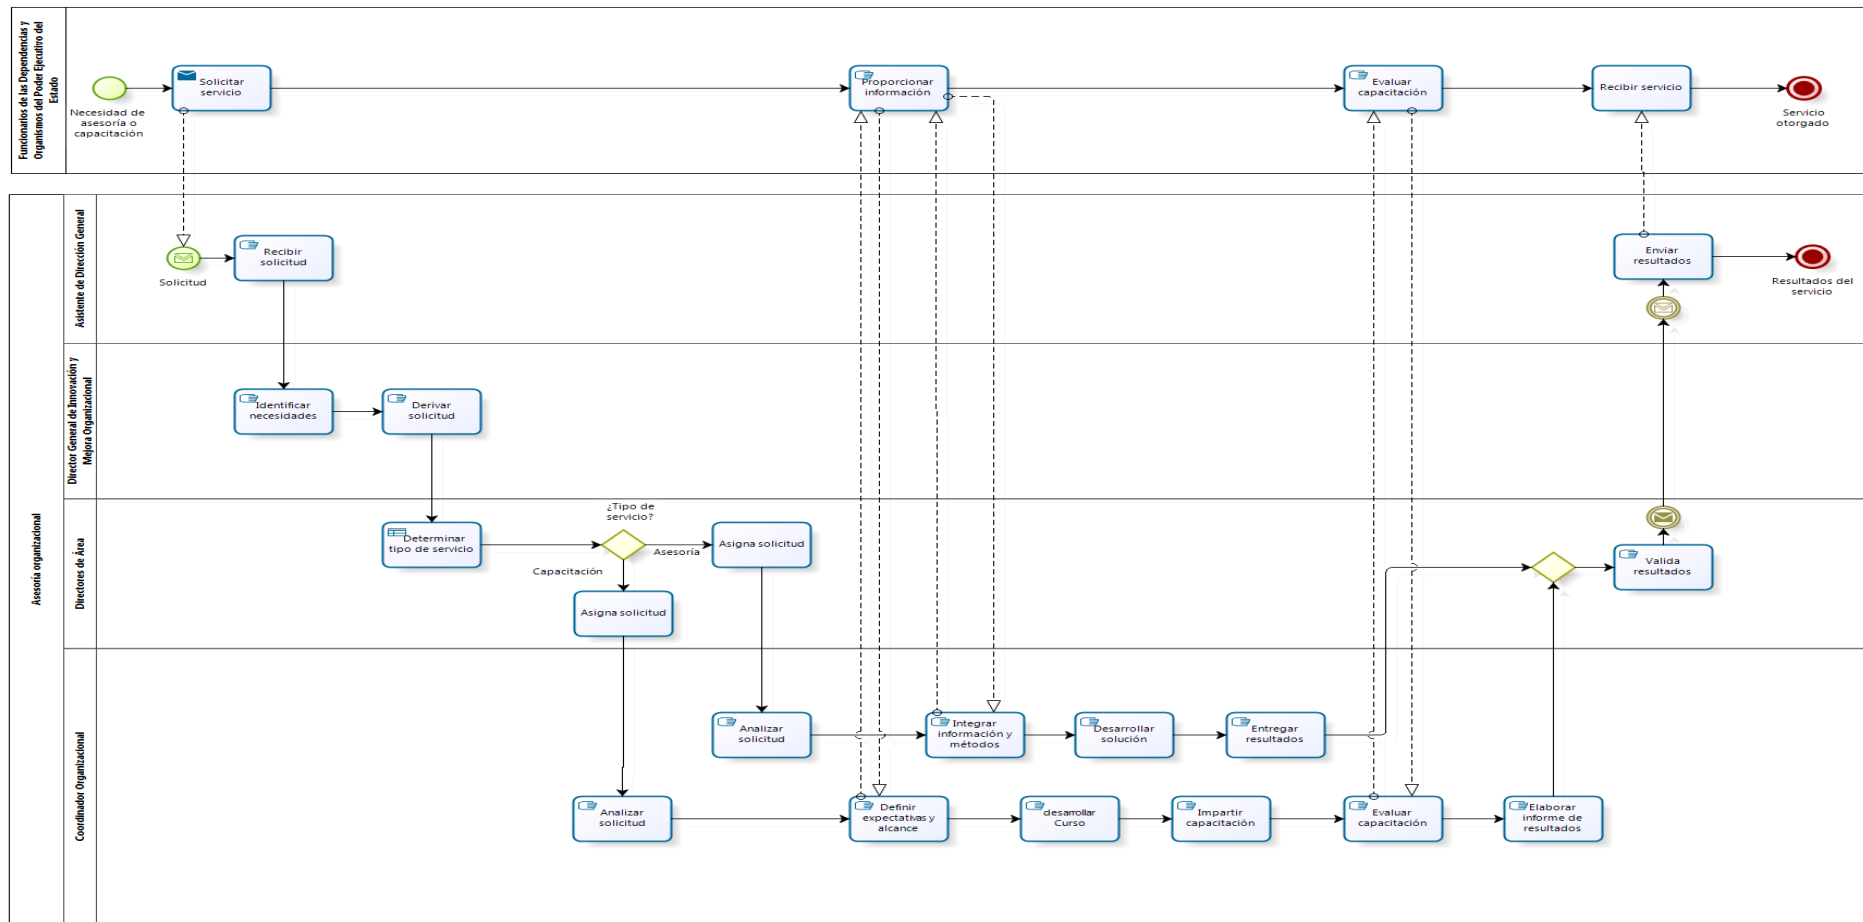 Funcionarios de las Dependencias y
Organismos del Poder Ejecutivo del
Estado
Necesidad de
asesoría o
capacitación
Solicitar
servicio
Proporcionar
información
Evaluar
capacitación
Recibir servicio
Servicio
otorgado
Asesoría organizacional
Asistente de Dirección General
Solicitud
Recibir
solicitud
Enviar
resultados
Resultados del
servicio
Director General de Innovación y
Mejora Organizacional
Identificar
necesidades
Derivar
solicitud
Directores de Área
Determinar
tipo de servicio
¿Tipo de
servicio?
Asesoría
Capacitación
Asigna solicitud
Asigna solicitud
Valida
resultados
Coordinador Organizacional
Analizar
solicitud
Integrar
información y
métodos
Desarrollar
solución
Entregar
resultados
Analizar
solicitud
Definir
expectativas y
alcance
desarrollar
Curso
Impartir
capacitación
Evaluar
capacitación
Elaborar
informe de
resultados